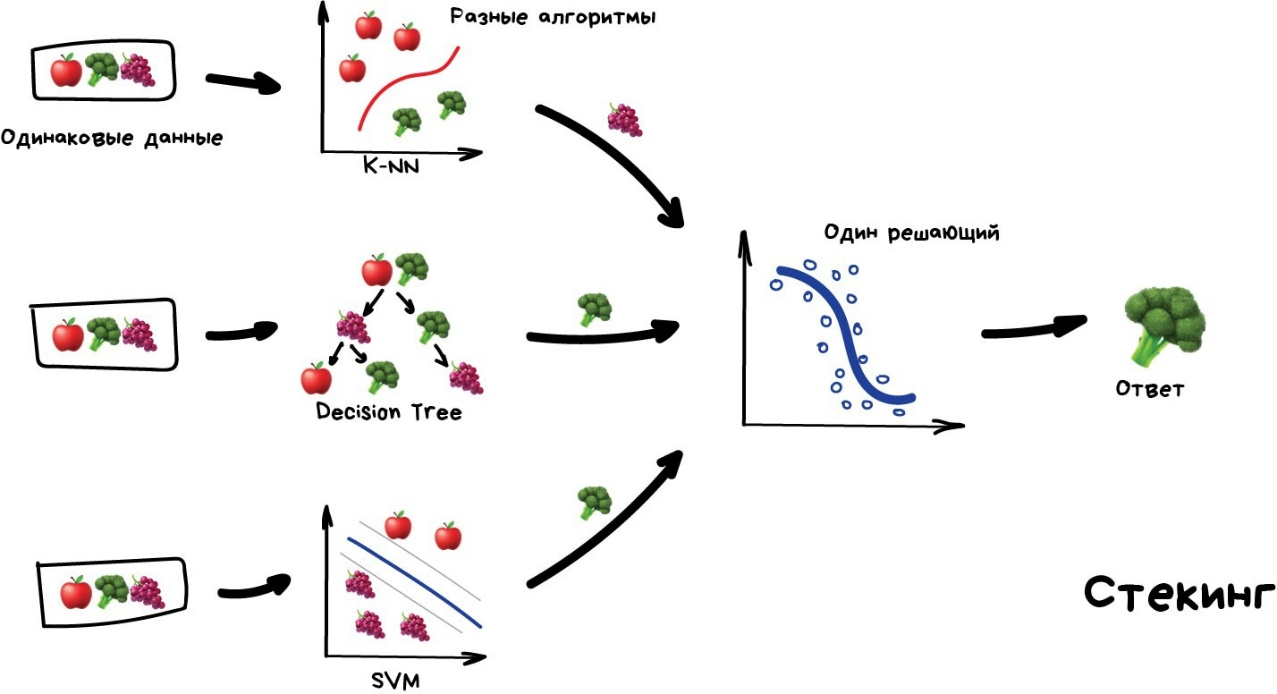 Разные алгоритмы
Одинаковые данные
K-NN
Один решающий
Ответ
Decision Tree
Стекинг
SVM